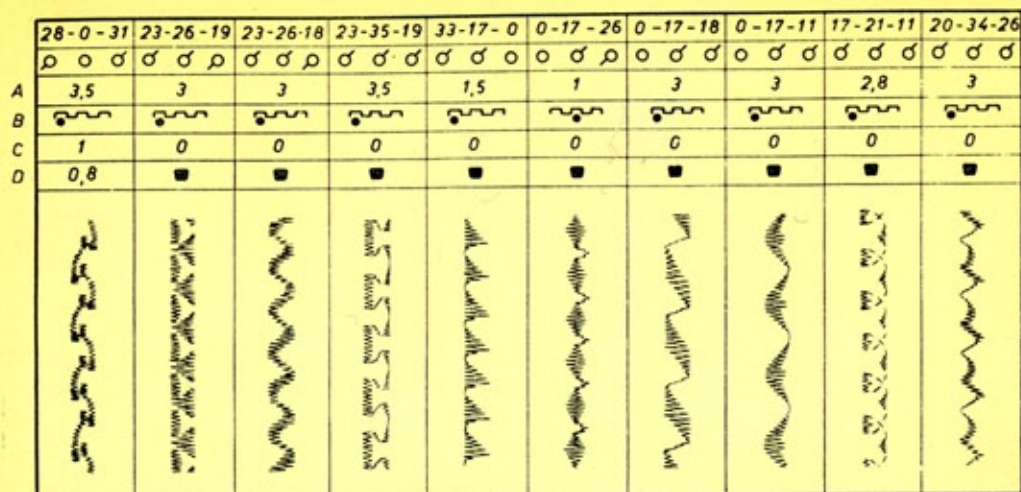 28-0-31 23-26-19 23-26-18 23-35-19 33-17-0 0-17-26 0-17-18 0-17-11 17-21-11 20-34-26
A 3,5 3 3 3,5 1,5 1 3 3 2,8 3
B
C 1 0 0 0 0 0 0 0 0 0
D 0,8